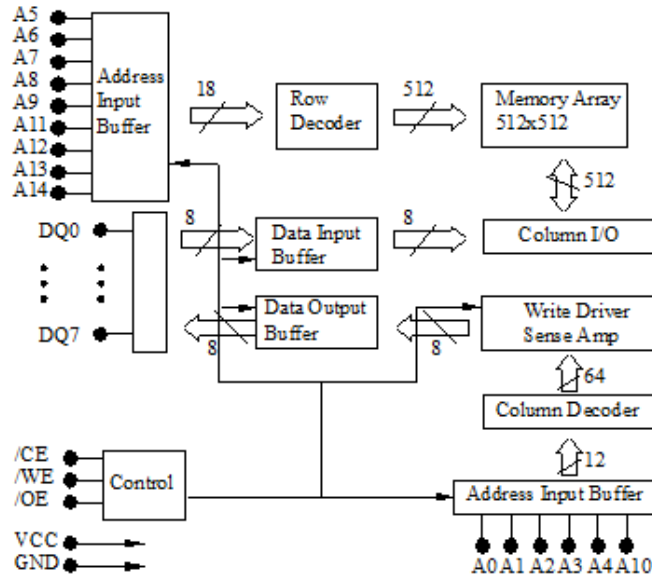 A5
A6
A7
A8
A9
A11
A12
A13
A14
Address
Input
Buffer
18
Row
Decoder
512
Memory Array
512x512
512
DQ0
DQ7
8
Data Input
Buffer
8
Column I/O
Data Output
Buffer
8
8
Write Driver
Sense Amp
64
Column Decoder
12
/CE
/WE
/OE
Control
Address Input Buffer
VCC
GND
A0 A1 A2 A3 A4 A10